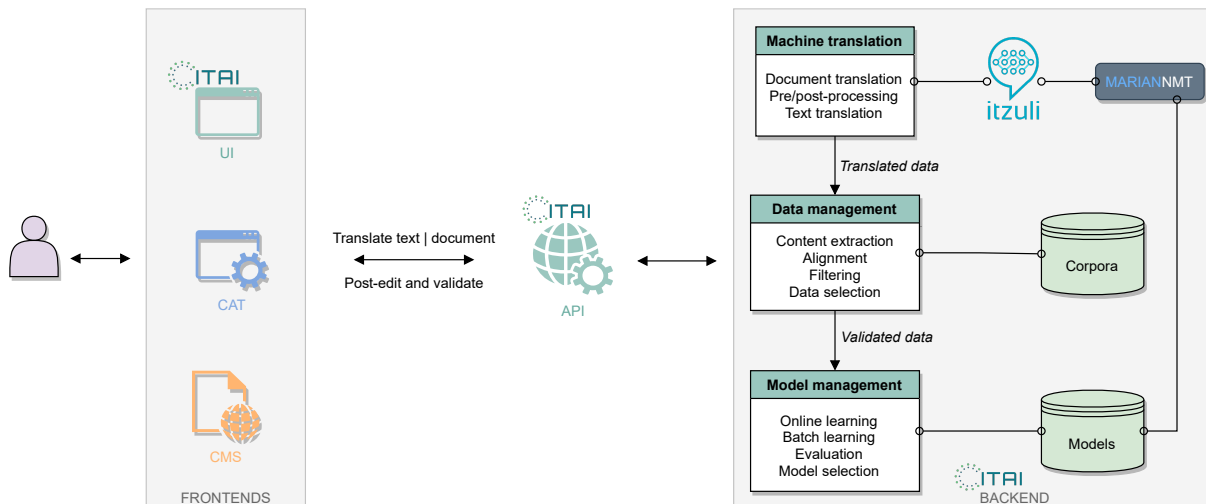 ITAI
UI
CAT
CMS
FRONTENDS
Translate text | document
Post-edit and validate
ITAI
API
Machine translation
Document translation
Pre/post-processing
Text translation
itzuli
MARIANNMT
Translated data
Data management
Content extraction
Alignment
Filtering
Data selection
Corpora
Validated data
Model management
Online learning
Batch learning
Evaluation
Model selection
Models
ITAI
BACKEND